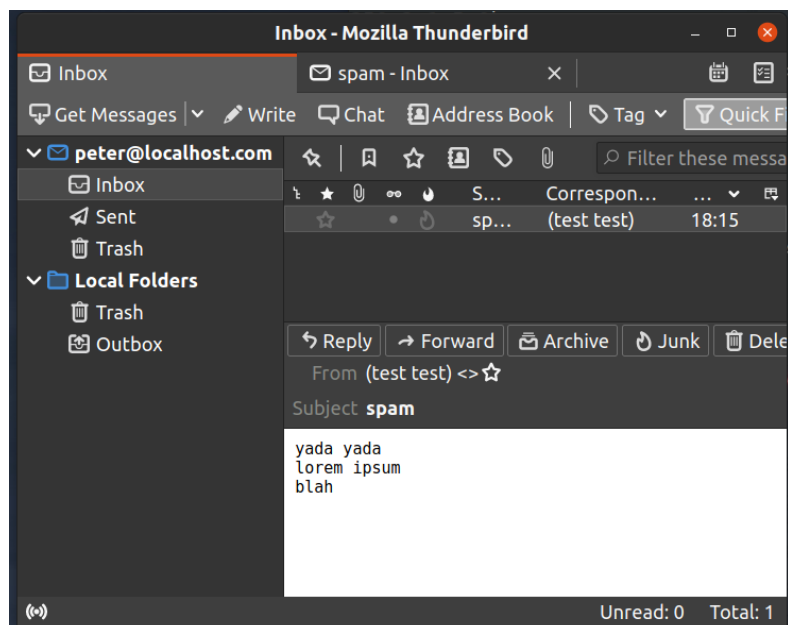 Inbox - Mozilla Thunderbird
Inbox
spam - Inbox
Get Messages Write Chat Address Book Tag Quick F
peter@localhost.com
Filter these messa
Inbox
S... Correspon... ...
Sent
sp... (test test) 18:15
Trash
Local Folders
Trash
Outbox
Reply Forward Archive Junk Dele
From (test test) <>
Subject spam
yada yada
lorem ipsum
blah
Unread: 0 Total: 1